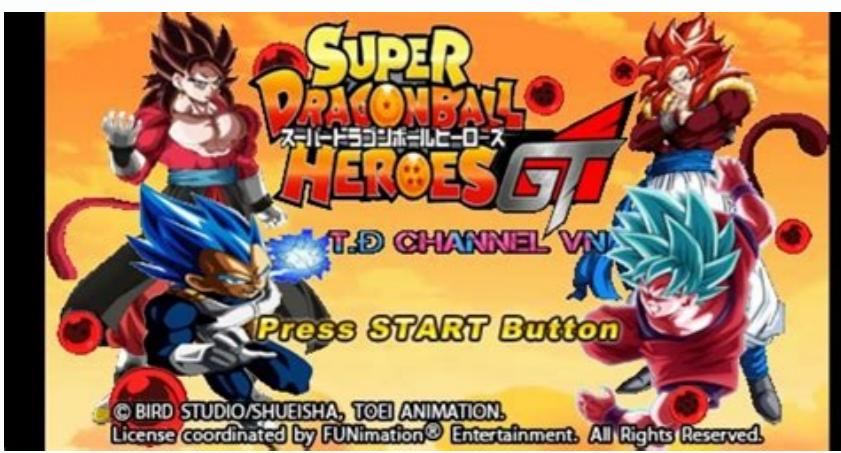 SUPER
DRAGONBALL
スーパードラゴンボールヒーローズ
HEROES GT
T.Đ CHANNEL VN
Press START Button
© BIRD STUDIO/SHUEISHA, TOEI ANIMATION.
License coordinated by FUNimation® Entertainment. All Rights Reserved.